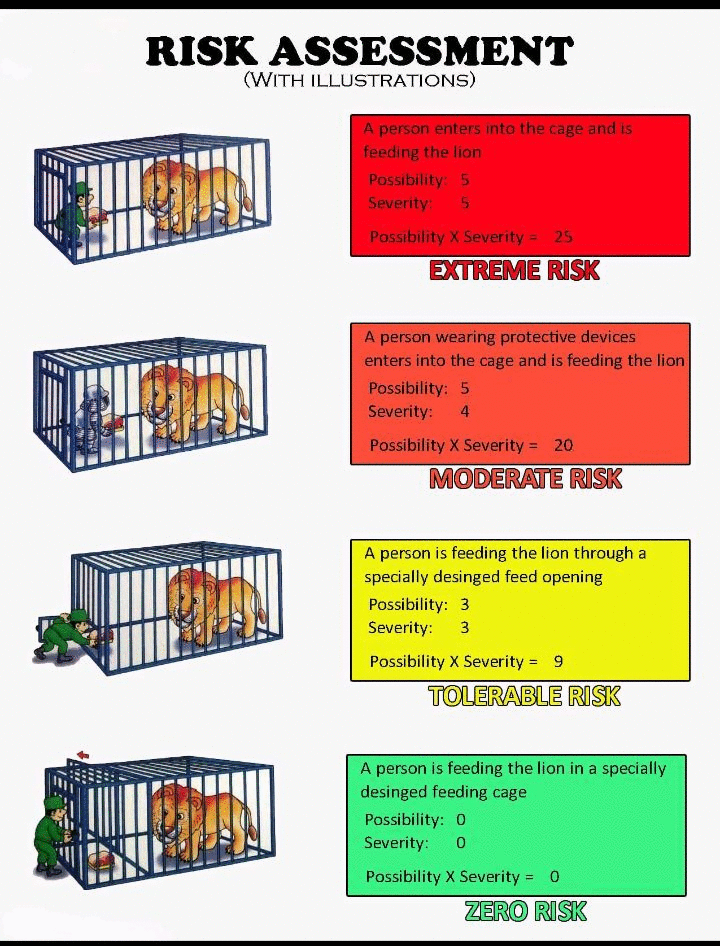 RISK ASSESSMENT
(WITH ILLUSTRATIONS)
A person enters into the cage and is
feeding the lion
Possibility: 5
Severity: 5
Possibility X Severity = 25
EXTREME RISK
A person wearing protective devices
enters into the cage and is feeding the lion
Possibility: 5
Severity: 4
Possibility X Severity = 20
MODERATE RISK
A person is feeding the lion through a
specially desinged feed opening
Possibility: 3
Severity: 3
Possibility X Severity = 9
TOLERABLE RISK
A person is feeding the lion in a specially
desinged feeding cage
Possibility: 0
Severity: 0
Possibility X Severity = 0
ZERO RISK